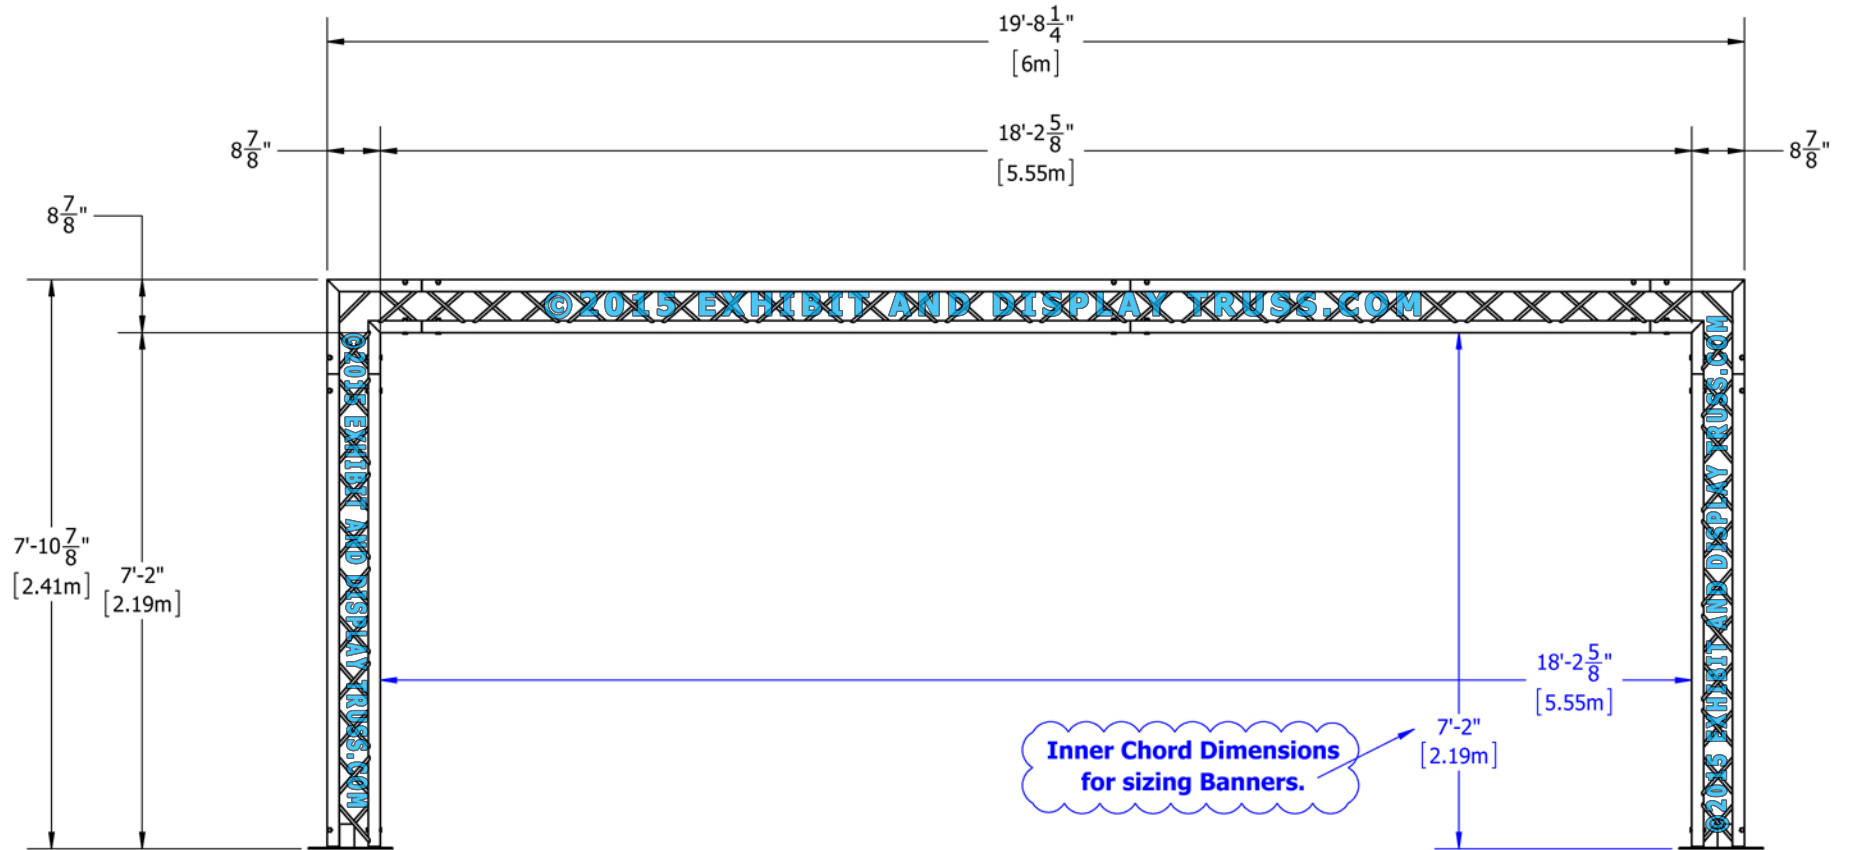 19'-8 1/4"
[6m]
18'-2 5/8"
[5.55m]
8 7/8"
8 7/8"
8 7/8"
©2015 EXHIBIT AND DISPLAY TRUSS.COM
©2015 EXHIBIT AND DISPLAY TRUSS.COM
©2015 EXHIBIT AND DISPLAY TRUSS.COM
7'-10 7/8"
[2.41m]
7'-2"
[2.19m]
18'-2 5/8"
[5.55m]
7'-2"
[2.19m]
Inner Chord Dimensions
for sizing Banners.